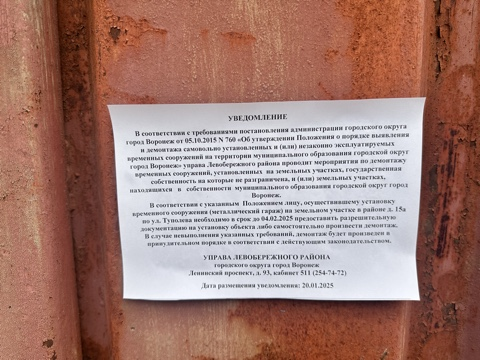 УВЕДОМЛЕНИЕ
В соответствии с требованиями постановления администрации городского округа
город Воронеж от 05.10.2015 N 760 «Об утверждении Положения о порядке выявления
и демонтажа самовольно установленных и (или) незаконно эксплуатируемых
временных сооружений на территории муниципального образования городской округ
город Воронеж» управа Левобережного района проводит мероприятия по демонтажу
временных сооружений, установленных на земельных участках, государственная
собственность на которые не разграничена, и (или) земельных участках,
находящихся в собственности муниципального образования городской округ город
Воронеж.
В соответствии с указанным Положением лицу, осуществившему установку
временного сооружения (металлический гараж) на земельном участке в районе д. 15а
по ул. Туполева необходимо в срок до 04.02.2025 предоставить разрешительную
документацию на установку объекта либо самостоятельно произвести демонтаж.
В случае невыполнения указанных требований, демонтаж будет произведен в
принудительном порядке в соответствии с действующим законодательством.
УПРАВА ЛЕВОБЕРЕЖНОГО РАЙОНА
городского округа город Воронеж
Ленинский проспект, д. 93, кабинет 511 (254-74-72)
Дата размещения уведомления: 20.01.2025